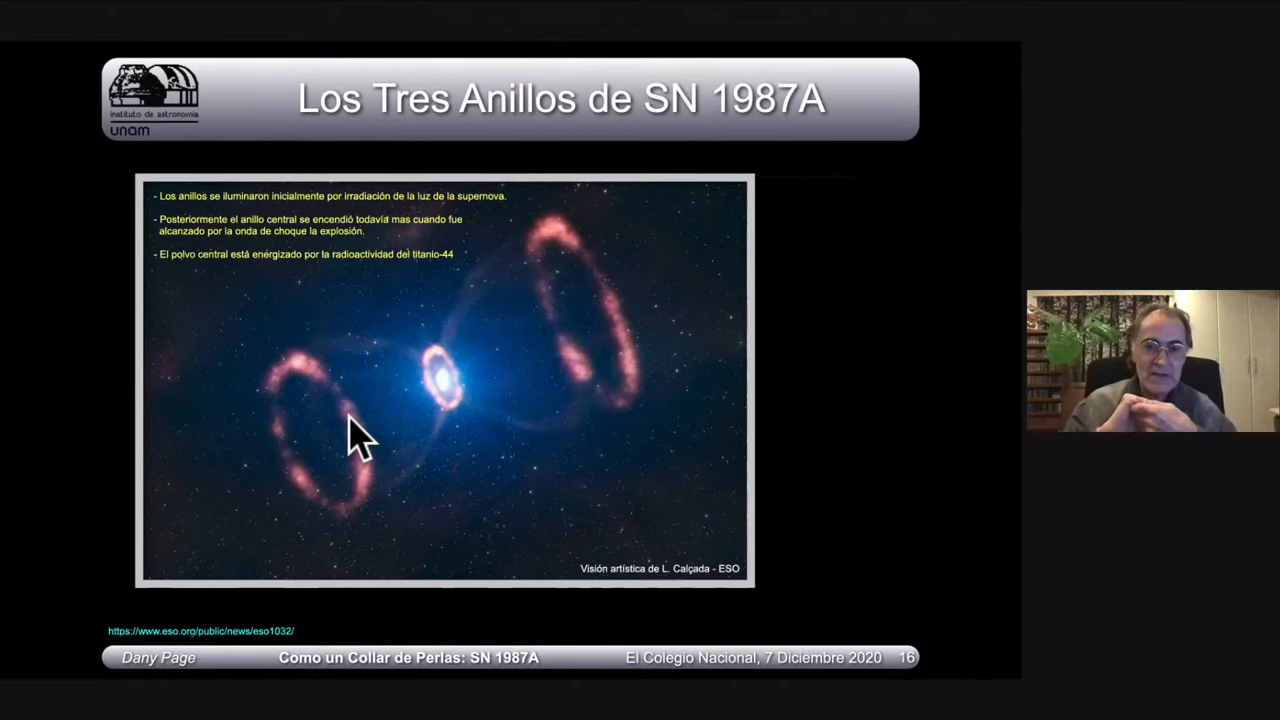 instituto de astronomía
unam
Los Tres Anillos de SN 1987A
- Los anillos se iluminaron inicialmente por irradiación de la luz de la supernova.
- Posteriormente el anillo central se encendió todavía mas cuando fue
alcanzado por la onda de choque la explosión.
- El polvo central está energizado por la radioactividad del titanio-44
Visión artística de L. Calçada - ESO
https://www.eso.org/public/news/eso1032/
Dany Page
Como un Collar de Perlas: SN 1987A
El Colegio Nacional, 7 Diciembre 2020
16